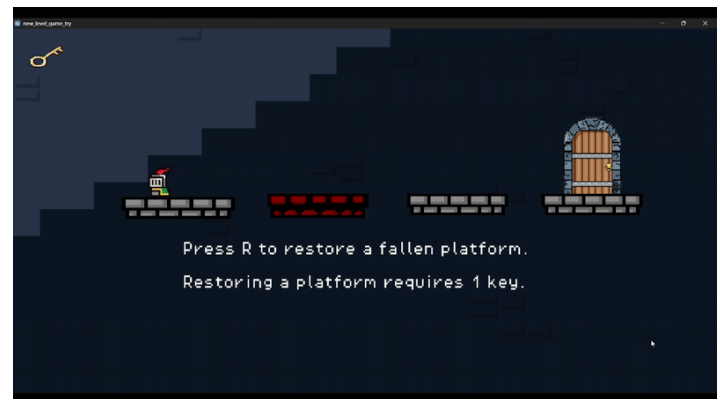 new_level_game_try
Press R to restore a fallen platform.
Restoring a platform requires 1 key.